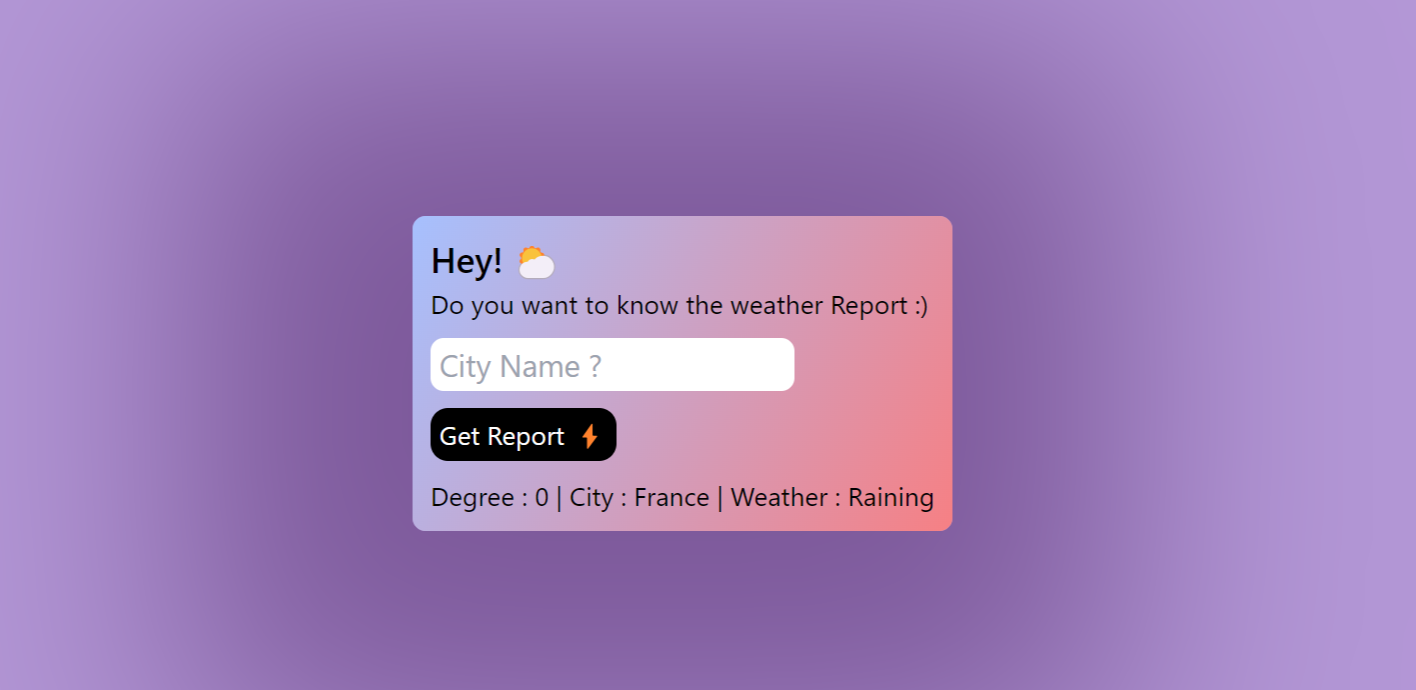 Hey! 🌤
Do you want to know the weather Report :)
City Name ?
Get Report ⚡
Degree : 0 | City : France | Weather : Raining